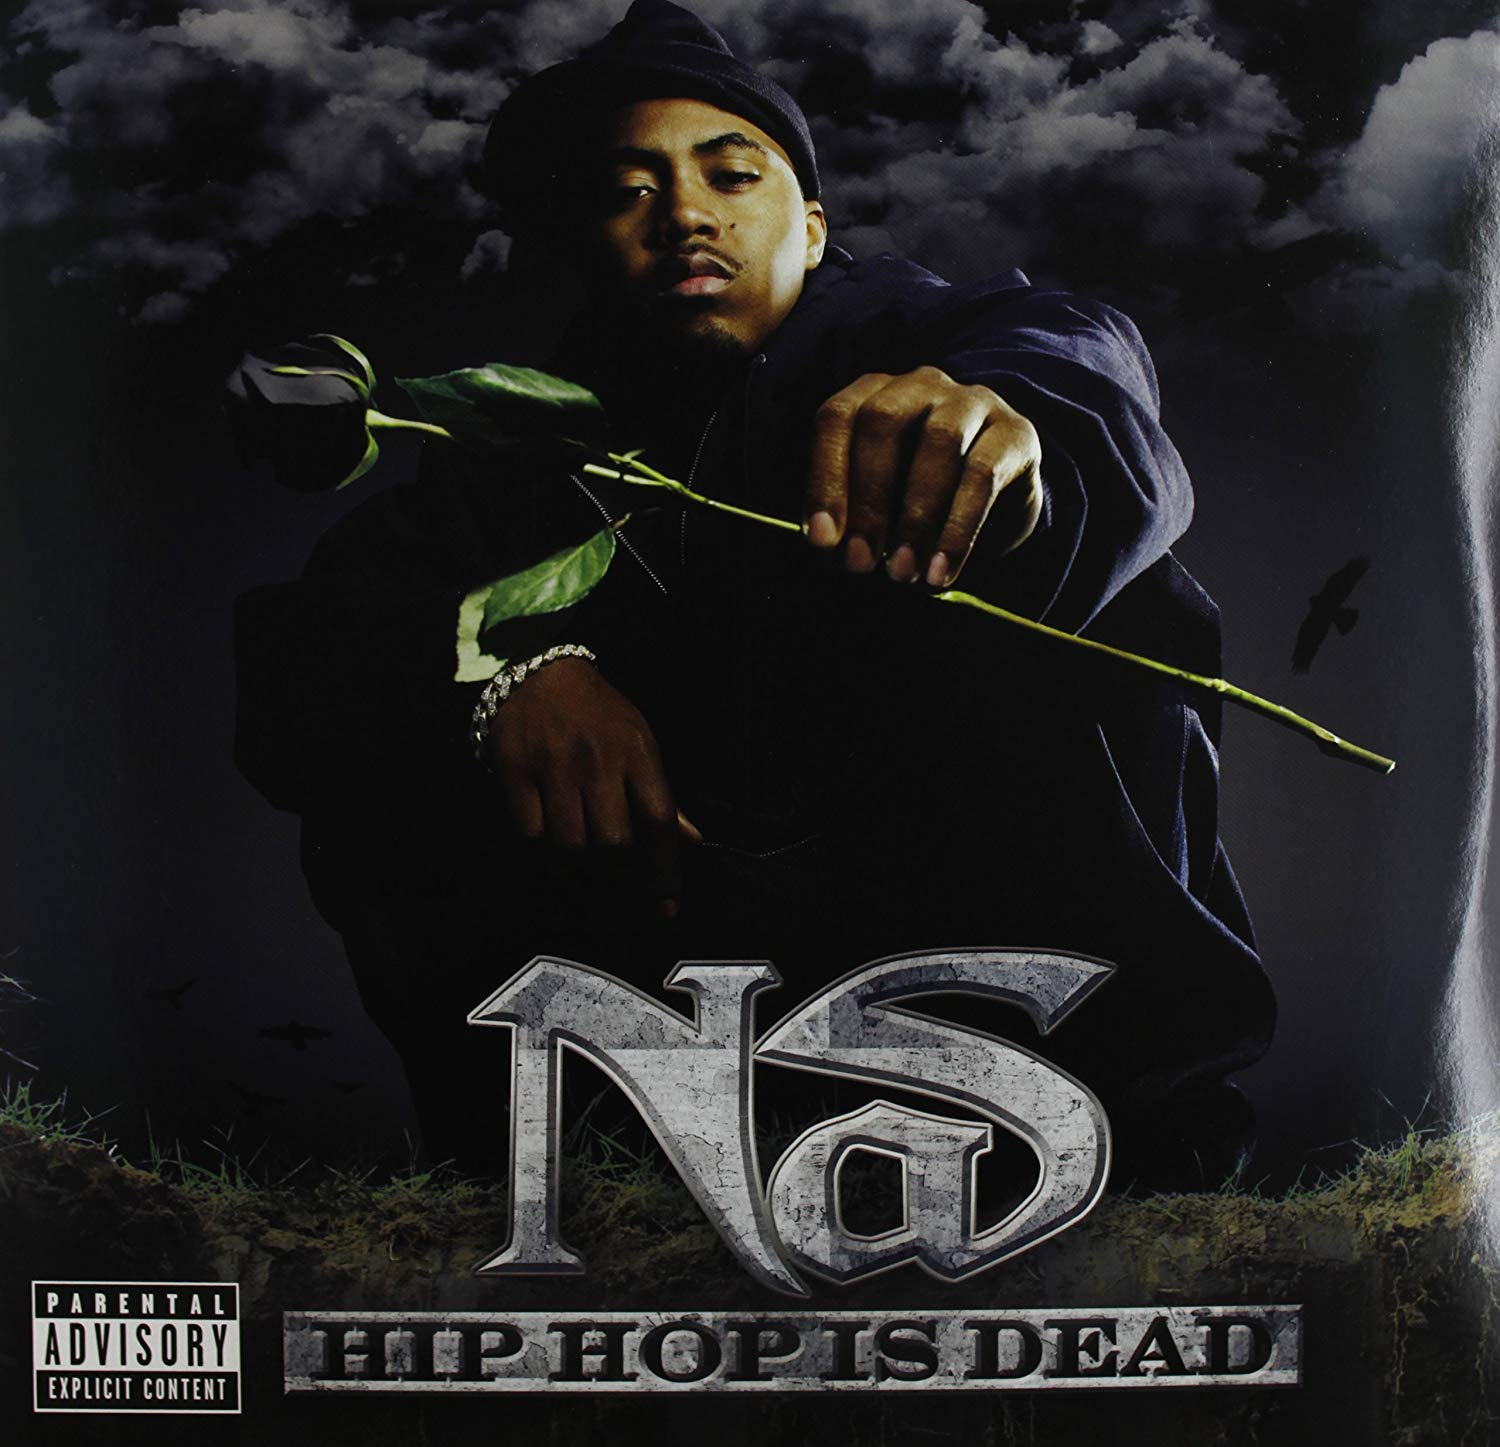 Nas
HIP HOP IS DEAD
PARENTAL
ADVISORY
EXPLICIT CONTENT